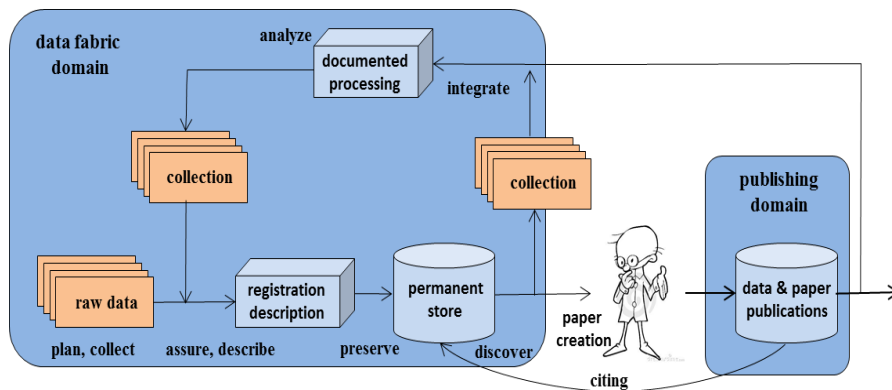 data fabric
domain
analyze
documented
processing
integrate
collection
collection
publishing
domain
raw data
registration
description
permanent
store
paper
creation
data & paper
publications
plan, collect
assure, describe
preserve
discover
citing